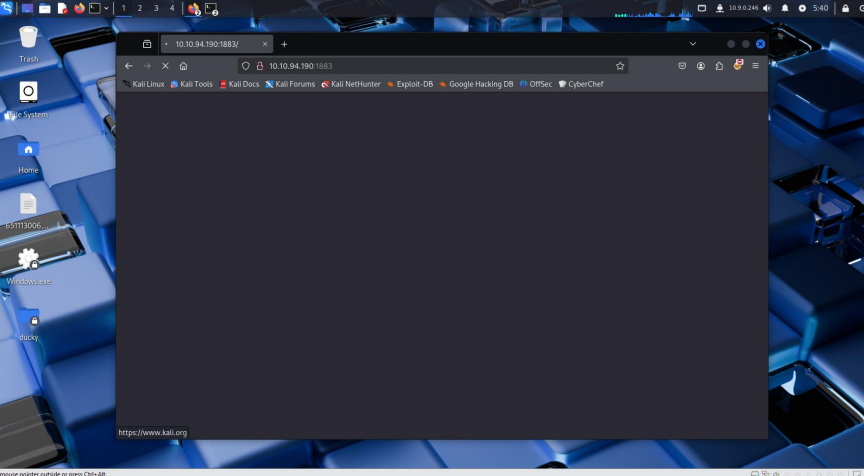 1 2 3 4
10.9.0.246
5:40
10.10.94.190:1883/ × +
10.10.94.190:1883
Kali Linux Kali Tools Kali Docs Kali Forums Kali NetHunter Exploit-DB Google Hacking DB OffSec CyberChef
Trash
File System
Home
651113006...
Windows.exe
ducky
https://www.kali.org
mouse pointer outside or press Ctrl+Alt.